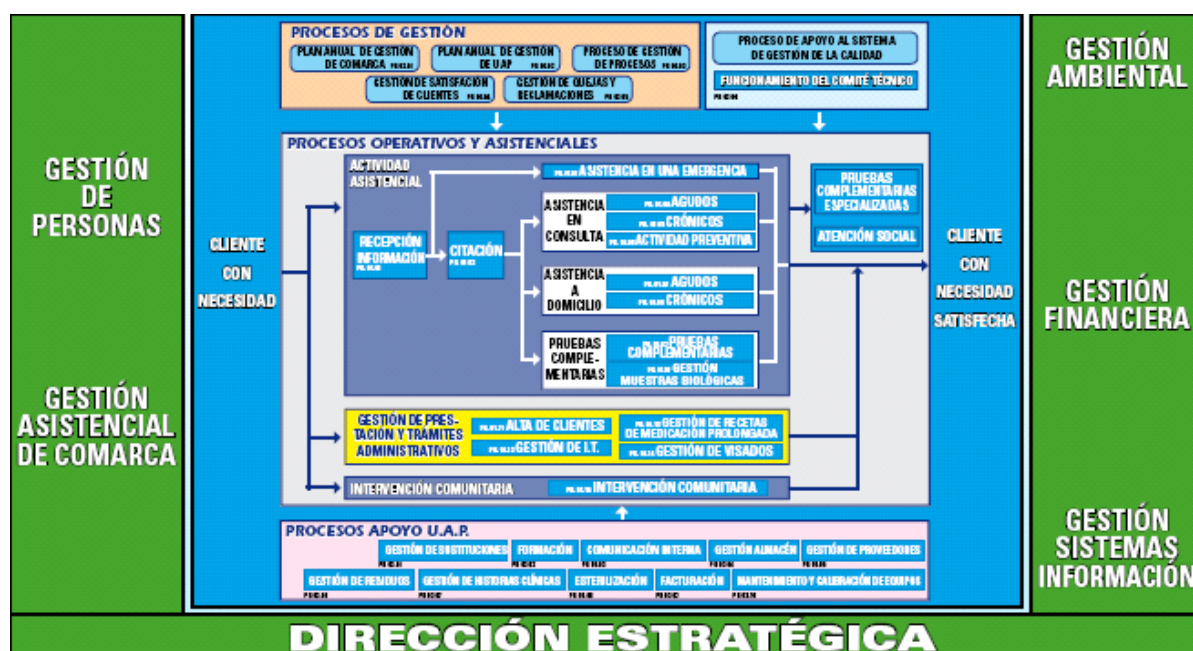 PROCESOS DE GESTIÓN
PLAN ANUAL DE GESTIÓN
DE COMARCA
PLAN ANUAL DE GESTIÓN
DE UAP
PROCESO DE GESTIÓN
DE PROCESOS
GESTIÓN DE SATISFACIÓN
DE CLIENTES
GESTIÓN DE QUEJAS Y
RECLAMACIONES
PROCESO DE APOYO AL SISTEMA
DE GESTIÓN DE LA CALIDAD
FUNCIONAMIENTO DEL COMITÉ TÉCNICO
GESTIÓN
DE
PERSONAS
GESTIÓN
ASISTENCIAL
DE COMARCA
CLIENTE
CON
NECESIDAD
PROCESOS OPERATIVOS Y ASISTENCIALES
ACTIVIDAD
ASISTENCIAL
RECEPCIÓN
INFORMACIÓN
CITACIÓN
ASISTENCIA EN UNA EMERGENCIA
ASISTENCIA
EN
CONSULTA
AGUDOS
CRÓNICOS
ACTIVIDAD PREVENTIVA
ASISTENCIA
A
DOMICILIO
AGUDOS
CRÓNICOS
PRUEBAS
COMPLE-
MENTARIAS
PRUEBAS
COMPLEMENTARIAS
GESTIÓN
MUESTRAS BIOLÓGICAS
PRUEBAS
COMPLEMENTARIAS
ESPECIALIZADAS
ATENCIÓN SOCIAL
GESTIÓN DE PRES-
TACIÓN Y TRÁMITES
ADMINISTRATIVOS
ALTA DE CLIENTES
GESTIÓN DE I.T.
GESTIÓN DE RECETAS
DE MEDICACIÓN PROLONGADA
GESTIÓN DE VISADOS
INTERVENCIÓN COMUNITARIA
INTERVENCIÓN COMUNITARIA
CLIENTE
CON
NECESIDAD
SATISFECHA
PROCESOS APOYO U.A.P.
GESTIÓN DE SUSTITUCIONES
FORMACIÓN
COMUNICACIÓN INTERNA
GESTIÓN ALMACÉN
GESTIÓN DE PROVEEDORES
GESTIÓN DE RESIDUOS
GESTIÓN DE HISTORIAS CLÍNICAS
ESTERILIZACIÓN
FACTURACIÓN
MANTENIMIENTO Y CALIBRACIÓN DE EQUIPOS
GESTIÓN
AMBIENTAL
GESTIÓN
FINANCIERA
GESTIÓN
SISTEMAS
INFORMACIÓN
DIRECCIÓN ESTRATÉGICA